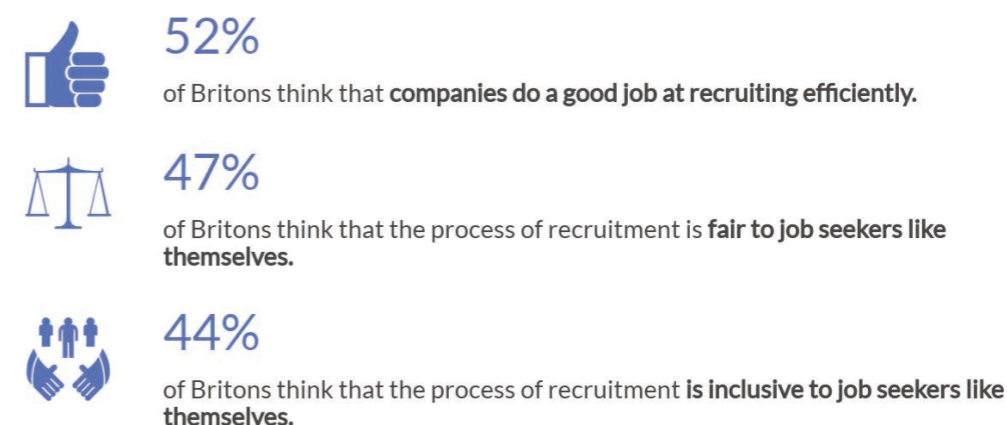 52%
of Britons think that companies do a good job at recruiting efficiently.
47%
of Britons think that the process of recruitment is fair to job seekers like
themselves.
44%
of Britons think that the process of recruitment is inclusive to job seekers like
themselves.